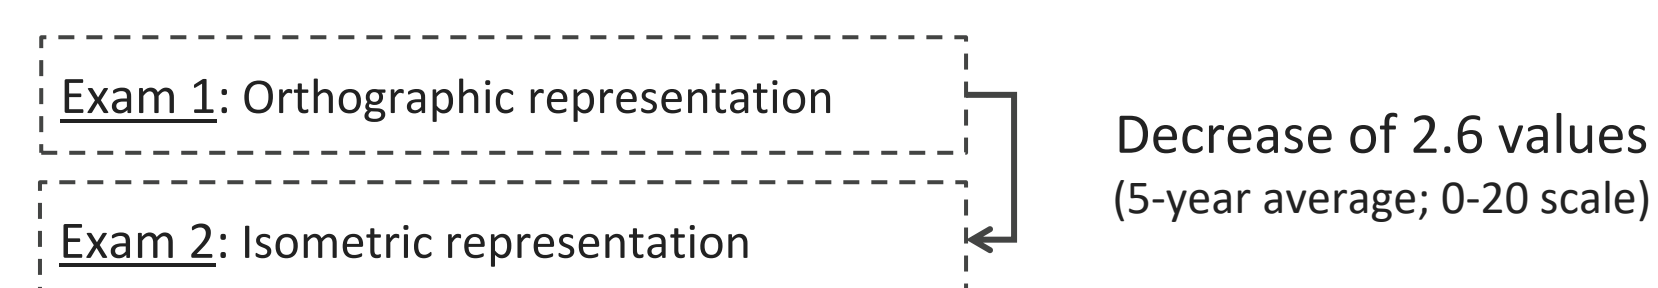 Exam 1: Orthographic representation
Decrease of 2.6 values
(5-year average; 0-20 scale)
Exam 2: Isometric representation